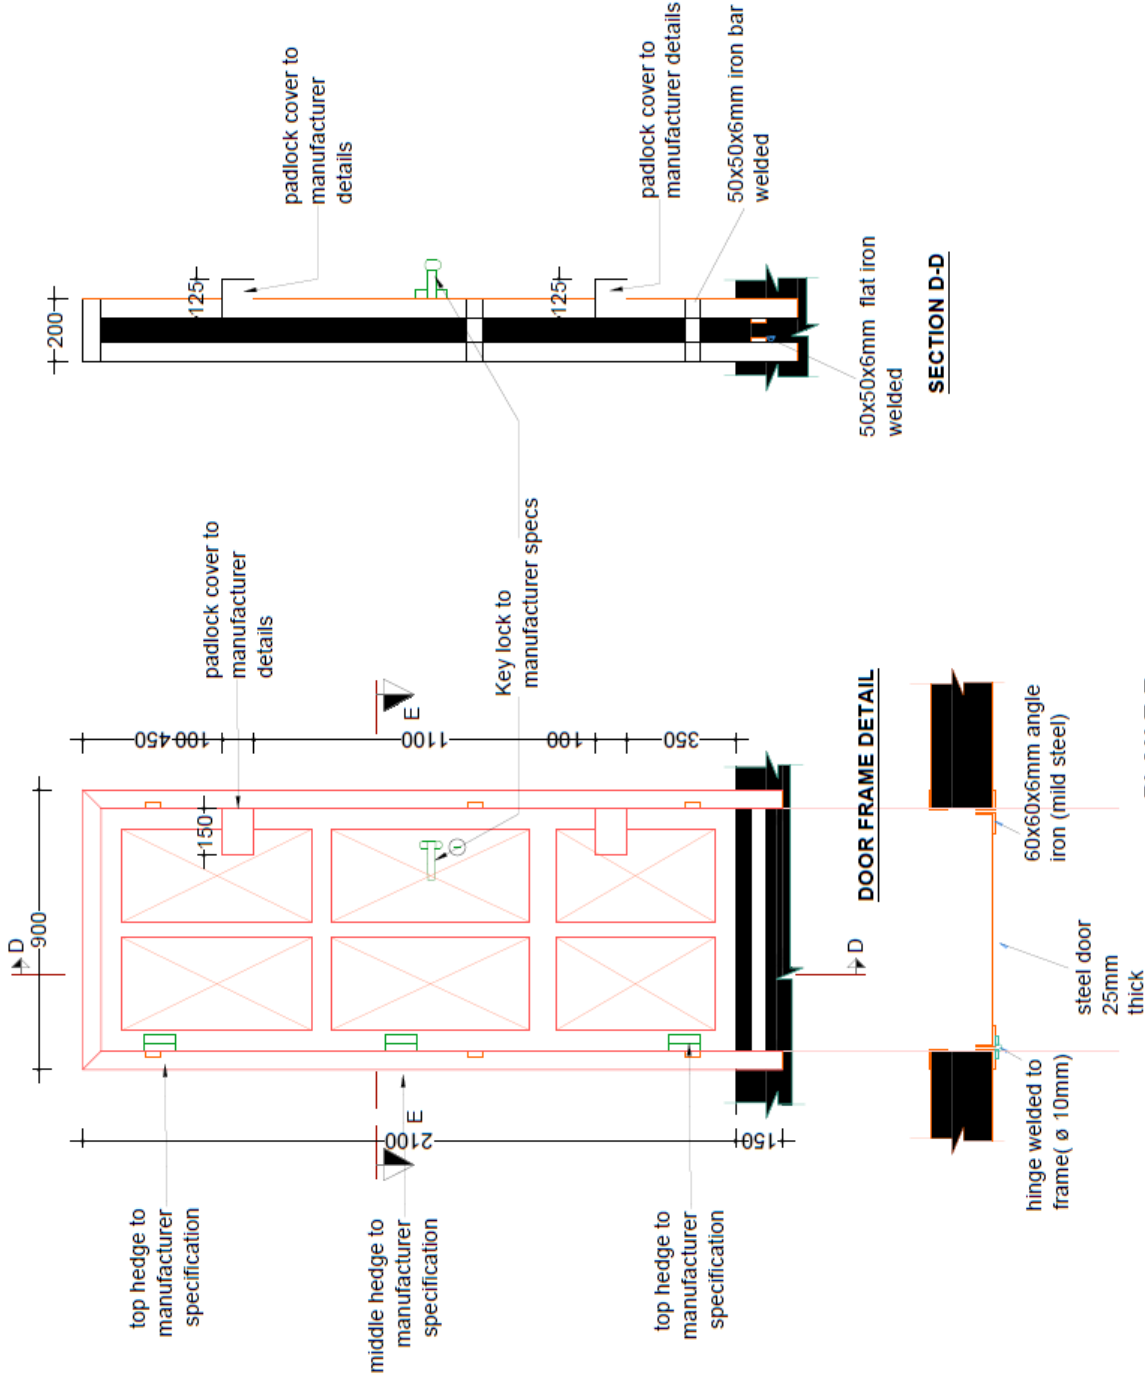 200
125
125
padlock cover to
manufacturer
details
padlock cover to
manufacturer details
50x50x6mm iron bar
welded
50x50x6mm  flat iron
welded
SECTION D-D
padlock cover to
manufacturer
details
Key lock to
manufacturer specs
900
150
D
D
E
E
450
100
1100
100
350
2100
150
top hedge to
manufacturer
specification
middle hedge to
manufacturer
specification
top hedge to
manufacturer
specification
DOOR FRAME DETAIL
60x60x6mm angle
iron (mild steel)
steel door
25mm
thick
hinge welded to
frame( ø 10mm)